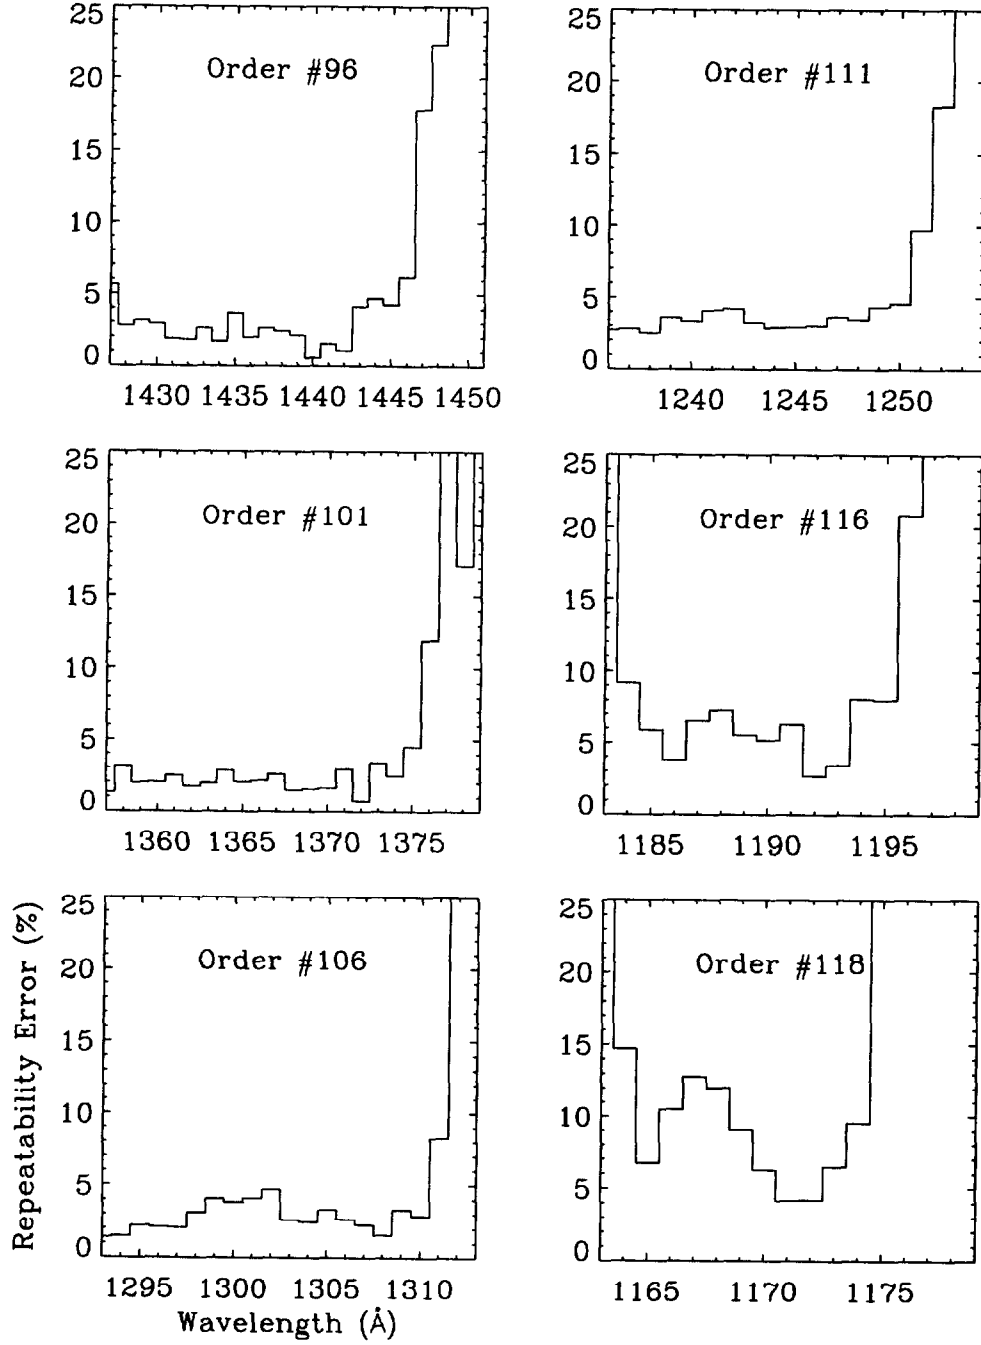 25
20
15
10
5
0
Order #96
1430 1435 1440 1445 1450
25
20
15
10
5
0
Order #111
1240 1245 1250
25
20
15
10
5
0
Order #101
1360 1365 1370 1375
25
20
15
10
5
0
Order #116
1185 1190 1195
Repeatability Error (%)
25
20
15
10
5
0
Order #106
1295 1300 1305 1310
Wavelength (Å)
25
20
15
10
5
0
Order #118
1165 1170 1175